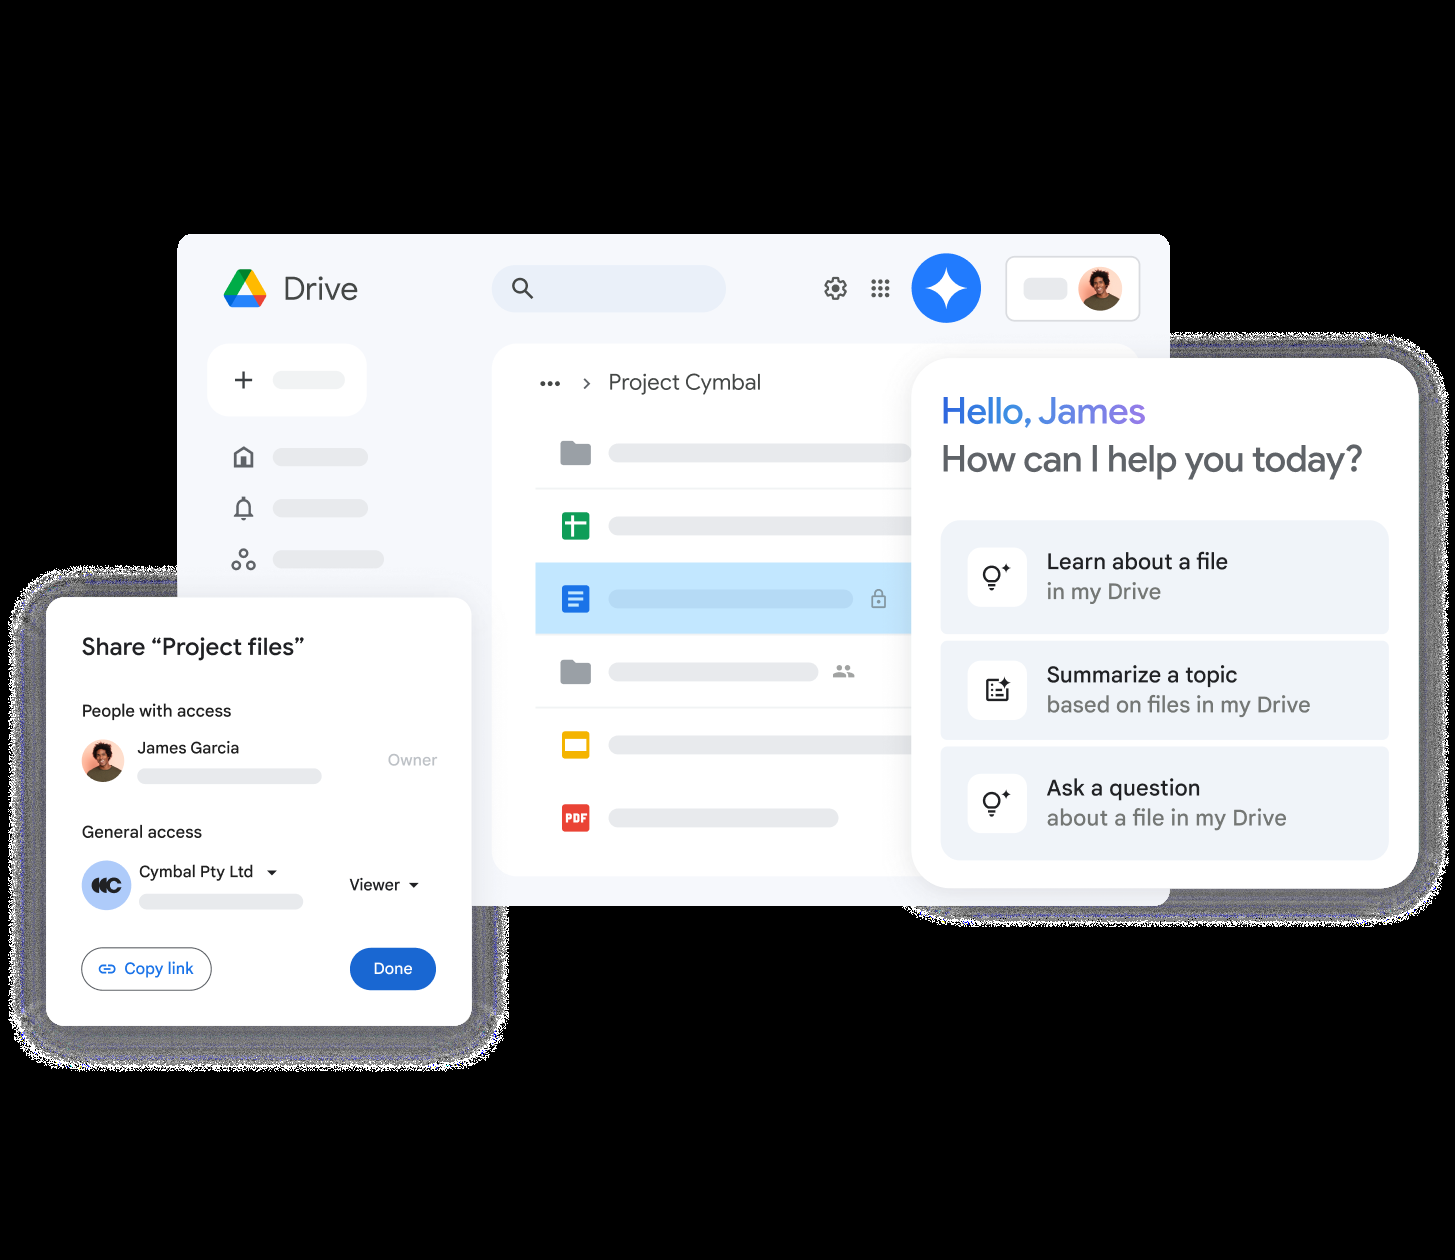 Drive
Project Cymbal
Hello, James
How can I help you today?
Learn about a file
in my Drive
Summarize a topic
based on files in my Drive
Ask a question
about a file in my Drive
PDF
Share “Project files”
People with access
James Garcia
Owner
General access
Cymbal Pty Ltd
Viewer
Copy link
Done